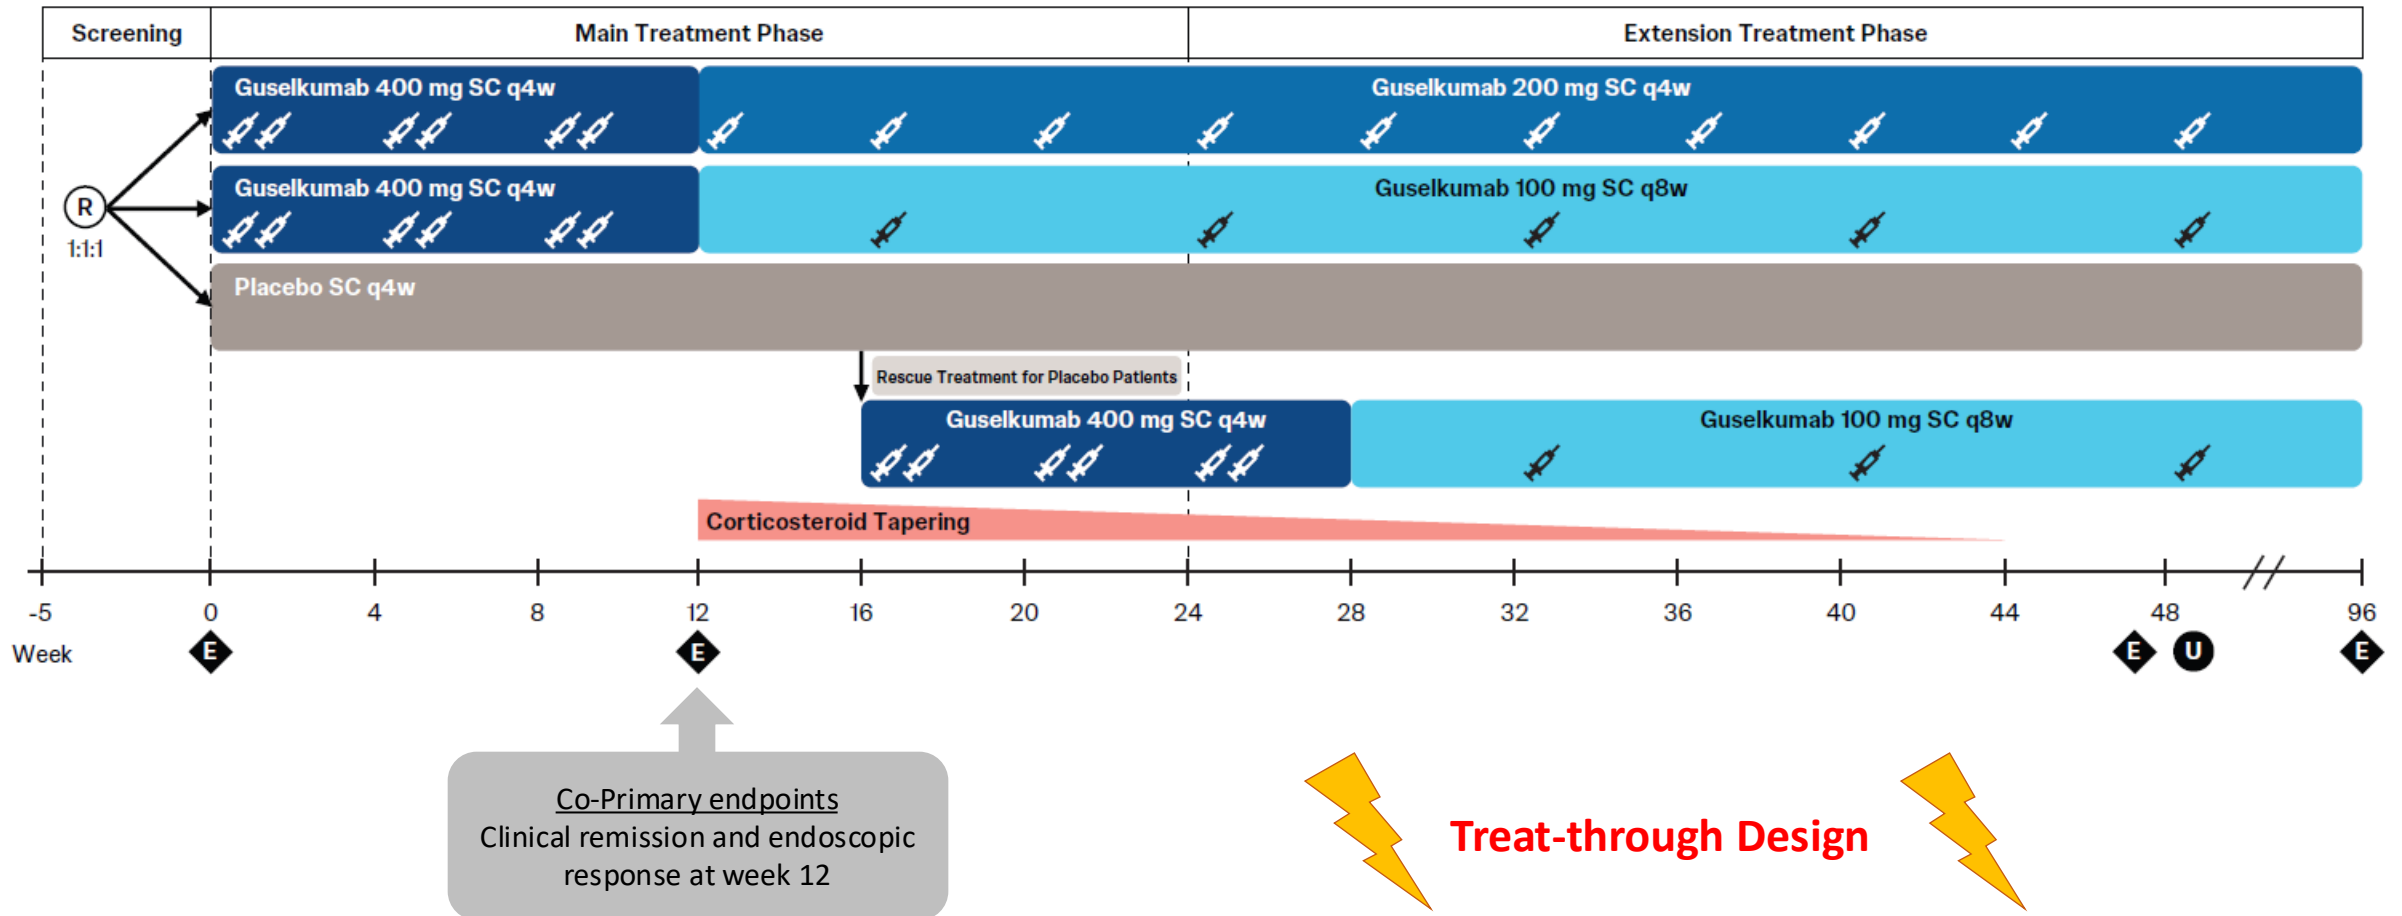 Screening
Main Treatment Phase
Extension Treatment Phase
Guselkumab 400 mg SC q4w
Guselkumab 200 mg SC q4w
R
1:1:1
Guselkumab 400 mg SC q4w
Guselkumab 100 mg SC q8w
Placebo SC q4w
Rescue Treatment for Placebo Patients
Guselkumab 400 mg SC q4w
Guselkumab 100 mg SC q8w
Corticosteroid Tapering
-5 0 4 8 12 16 20 24 28 32 36 40 44 48 96
Week
E E E U E
Co-Primary endpoints
Clinical remission and endoscopic
response at week 12
Treat-through Design